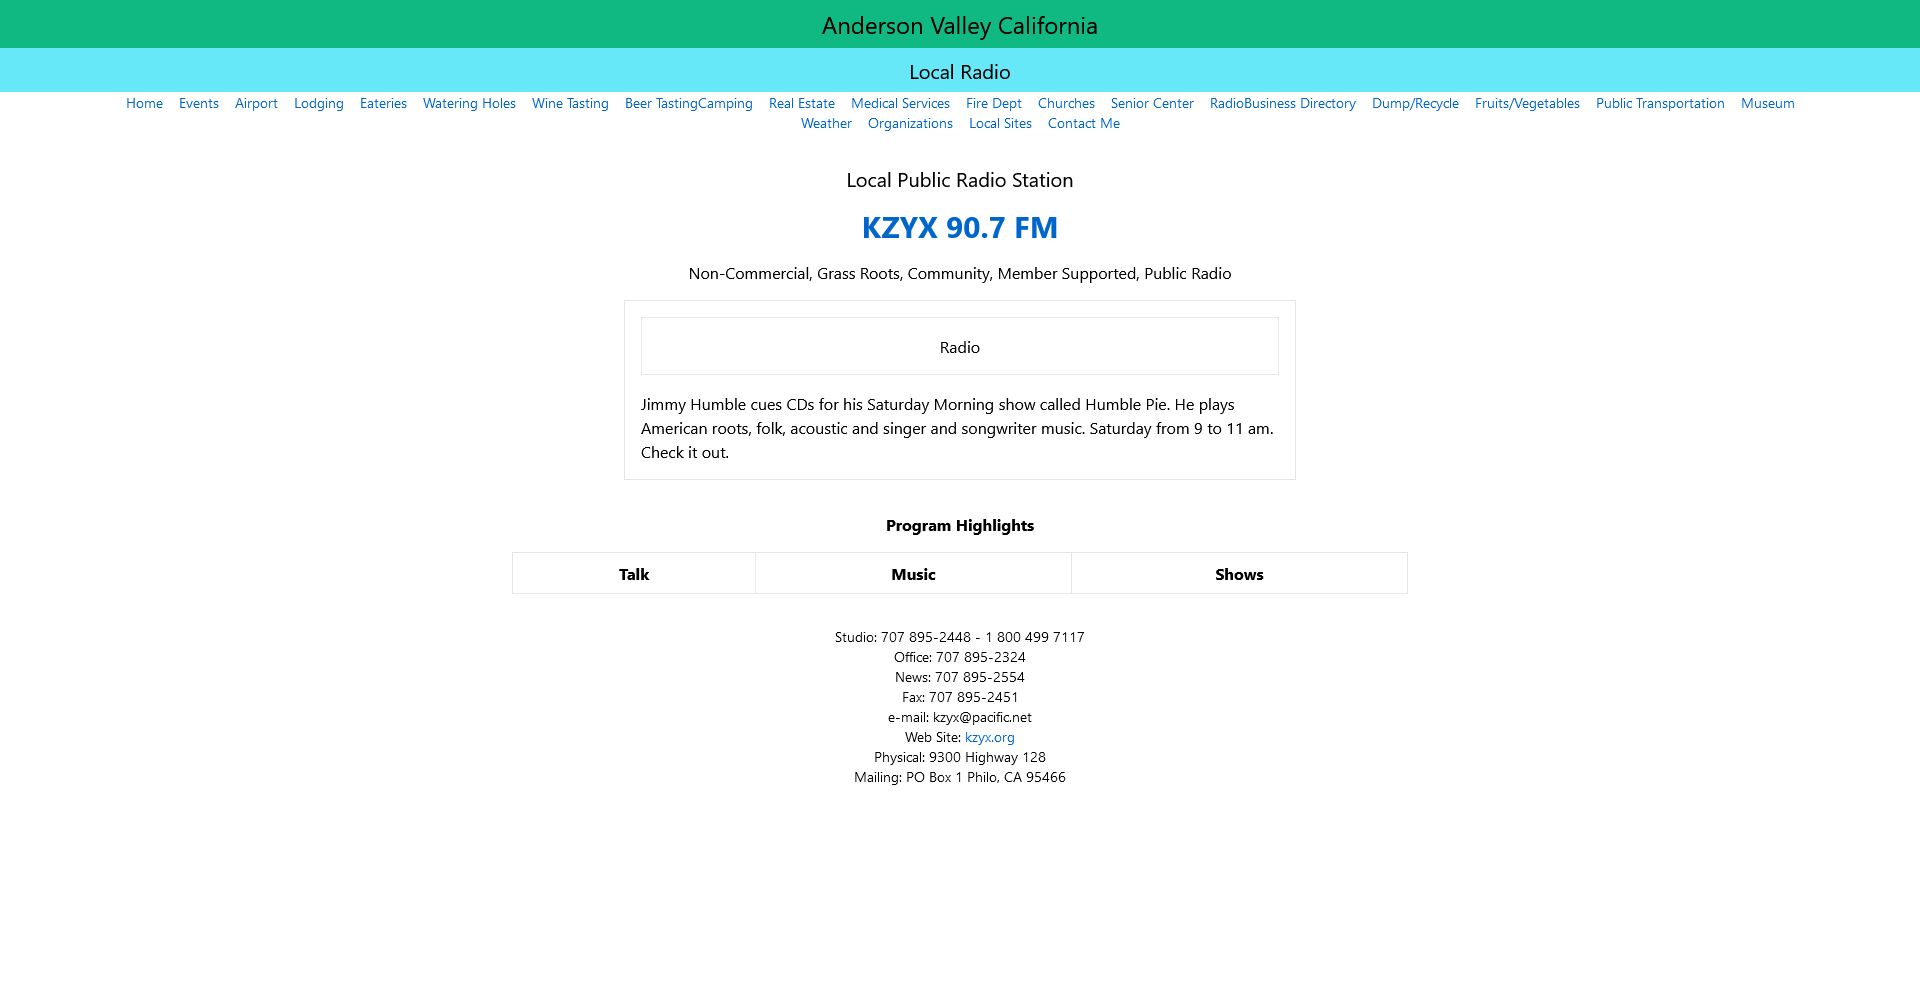 Anderson Valley California
Local Radio
Home Events Airport Lodging Eateries Watering Holes Wine Tasting Beer TastingCamping Real Estate Medical Services Fire Dept Churches Senior Center RadioBusiness Directory Dump/Recycle Fruits/Vegetables Public Transportation Museum
Weather Organizations Local Sites Contact Me
Local Public Radio Station
KZYX 90.7 FM
Non-Commercial, Grass Roots, Community, Member Supported, Public Radio
Radio
Jimmy Humble cues CDs for his Saturday Morning show called Humble Pie. He plays
American roots, folk, acoustic and singer and songwriter music. Saturday from 9 to 11 am.
Check it out.
Program Highlights
Talk Music Shows
Studio: 707 895-2448 - 1 800 499 7117
Office: 707 895-2324
News: 707 895-2554
Fax: 707 895-2451
e-mail: kzyx@pacific.net
Web Site: kzyx.org
Physical: 9300 Highway 128
Mailing: PO Box 1 Philo, CA 95466